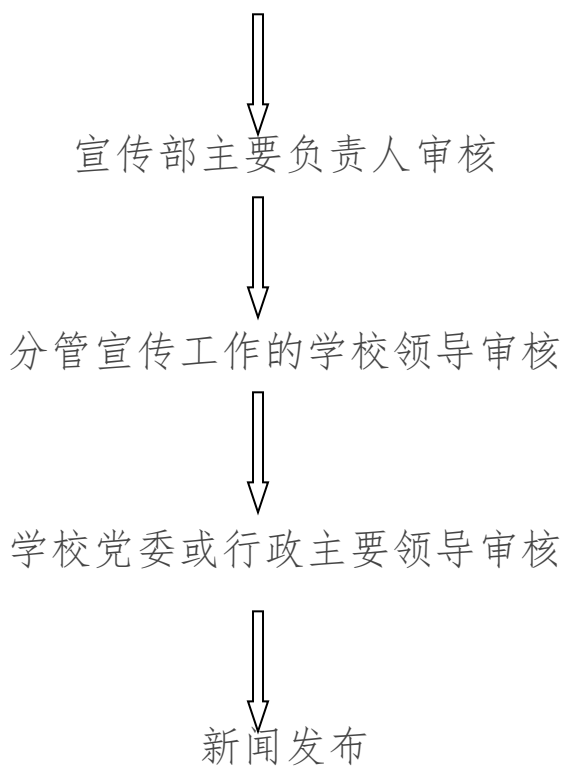 宣传部主要负责人审核
分管宣传工作的学校领导审核
学校党委或行政主要领导审核
新闻发布